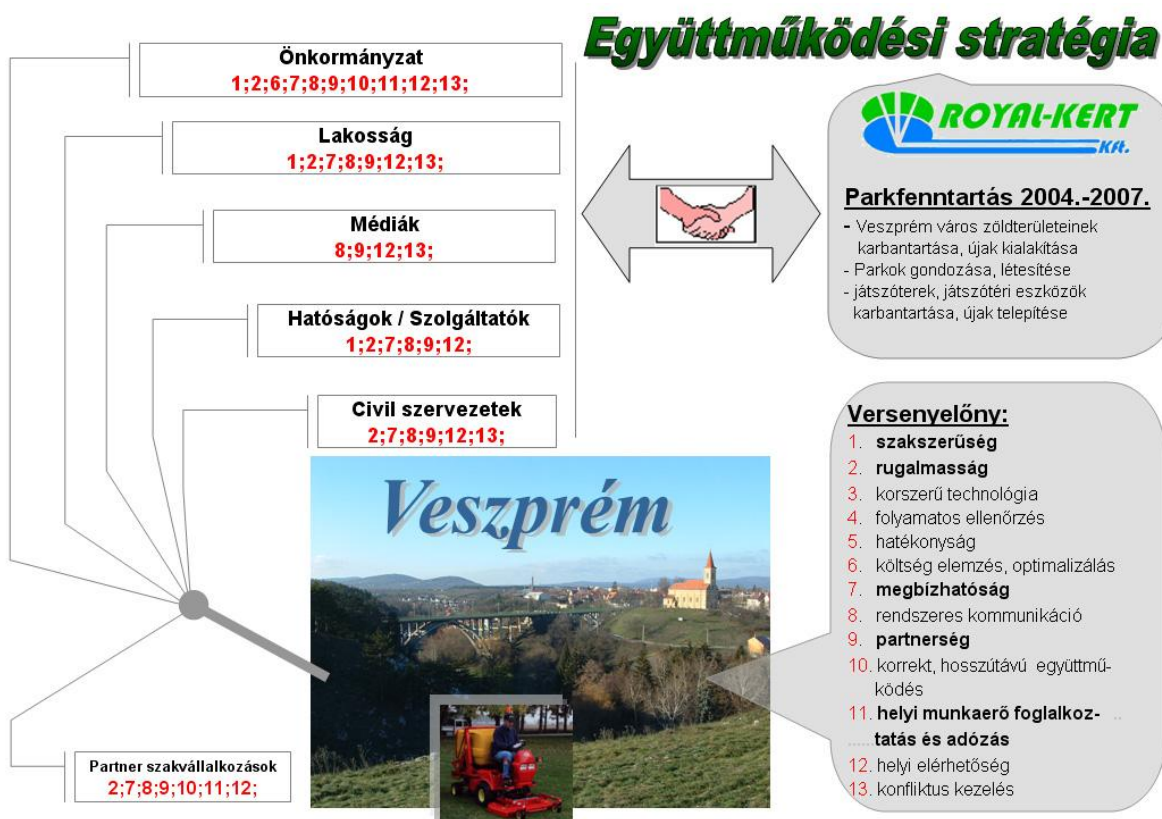 Együttműködési stratégia
Önkormányzat
1;2;6;7;8;9;10;11;12;13;
Lakosság
1;2;7;8;9;12;13;
Médiák
8;9;12;13;
Hatóságok / Szolgáltatók
1;2;7;8;9;12;
Civil szervezetek
2;7;8;9;12;13;
Partner szakvállalkozások
2;7;8;9;10;11;12;
Veszprém
ROYAL-KERT
Kft.
Parkfenntartás 2004.-2007.
- Veszprém város zöldterületeinek
karbantartása, újak kialakítása
- Parkok gondozása, létesítése
- játszóterek, játszótéri eszközök
karbantartása, újak telepítése
Versenyelőny:
1. szakszerűség
2. rugalmasság
3. korszerű technológia
4. folyamatos ellenőrzés
5. hatékonyság
6. költség elemzés, optimalizálás
7. megbízhatóság
8. rendszeres kommunikáció
9. partnerség
10. korrekt, hosszútávú együttmű-
ködés
11. helyi munkaerő foglalkoz- ..
......tatás és adózás
12. helyi elérhetőség
13. konfliktus kezelés